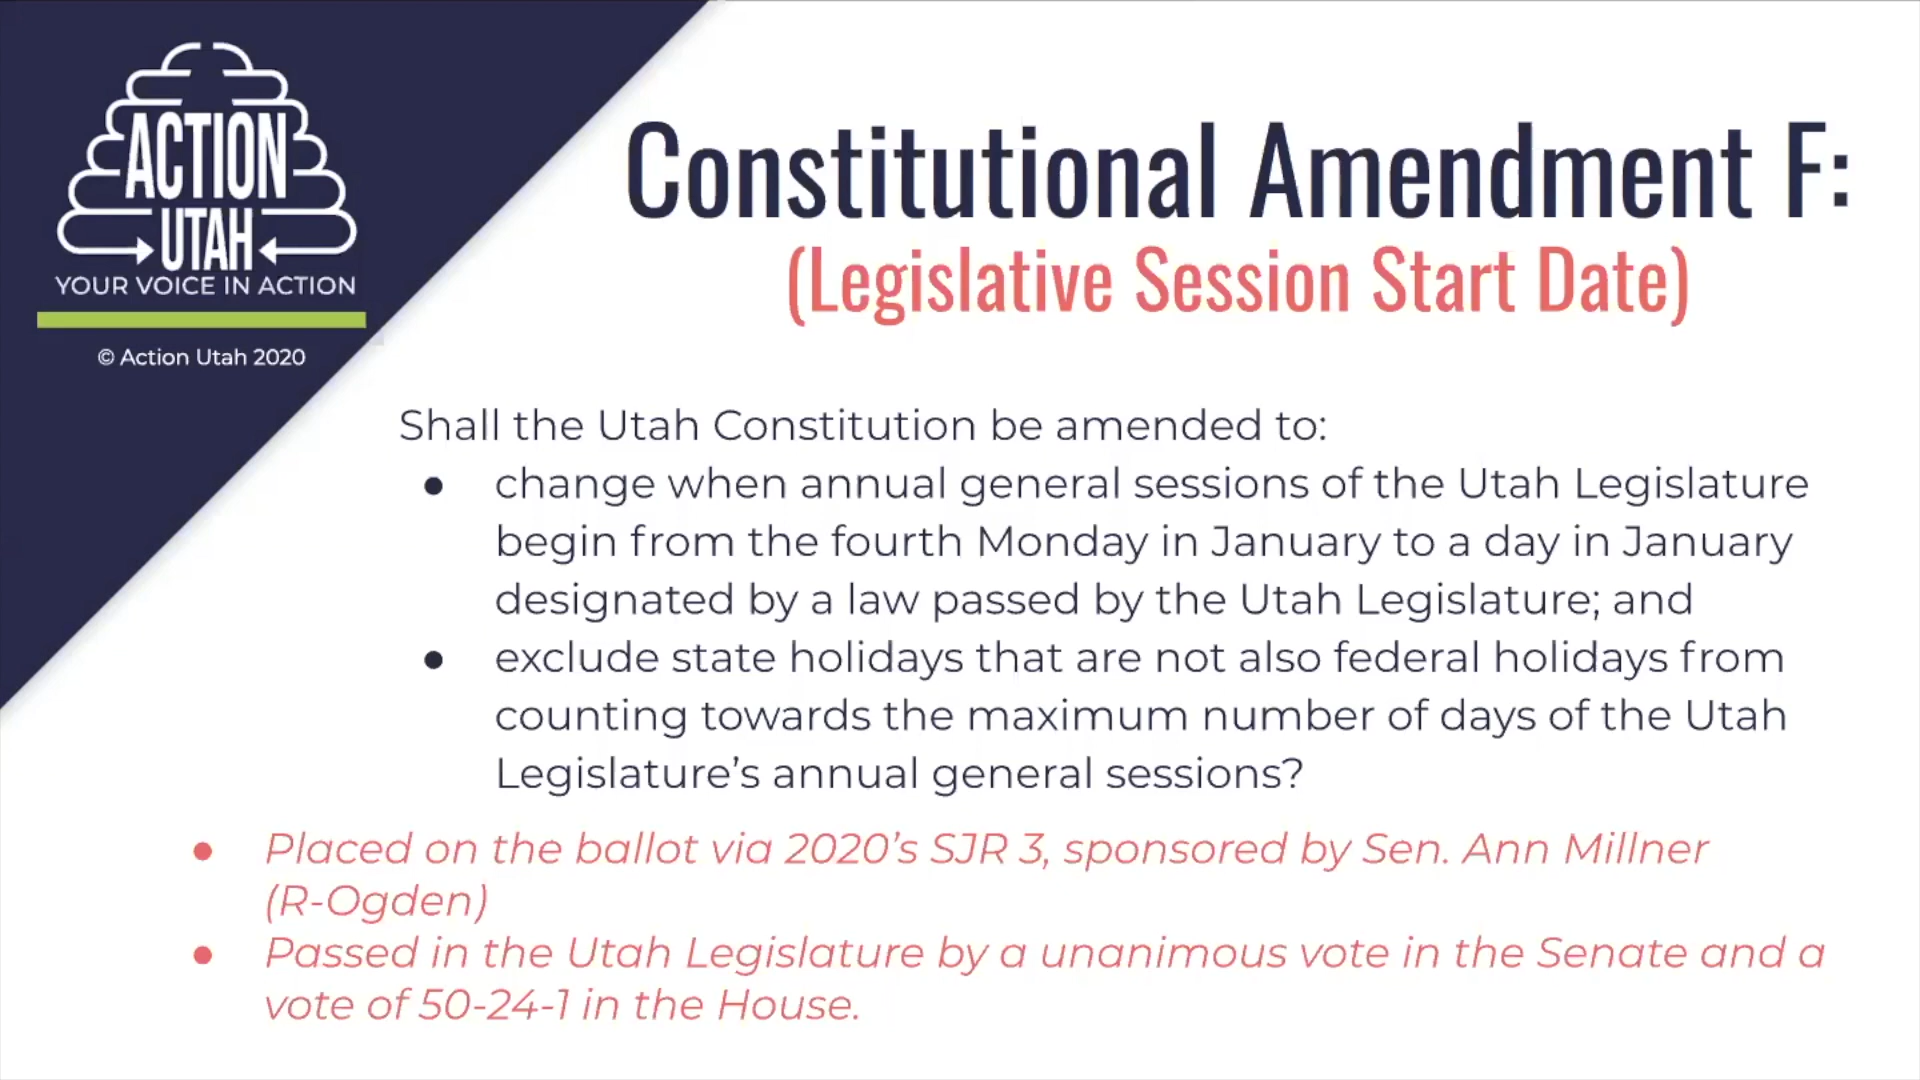 ACTION
UTAH
YOUR VOICE IN ACTION
© Action Utah 2020
Constitutional Amendment F:
(Legislative Session Start Date)
Shall the Utah Constitution be amended to:
● change when annual general sessions of the Utah Legislature
begin from the fourth Monday in January to a day in January
designated by a law passed by the Utah Legislature; and
● exclude state holidays that are not also federal holidays from
counting towards the maximum number of days of the Utah
Legislature’s annual general sessions?
● Placed on the ballot via 2020’s SJR 3, sponsored by Sen. Ann Millner
(R-Ogden)
● Passed in the Utah Legislature by a unanimous vote in the Senate and a
vote of 50-24-1 in the House.